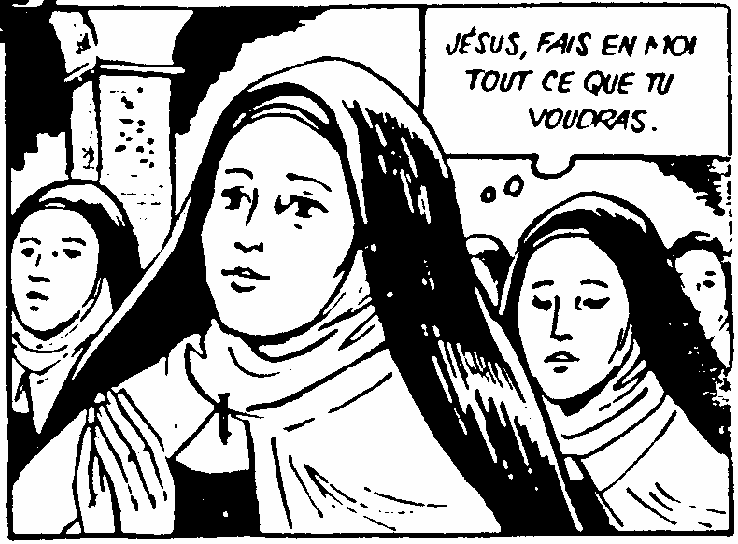 JÉSUS, FAIS EN MOI
TOUT CE QUE TU
VOUDRAS.